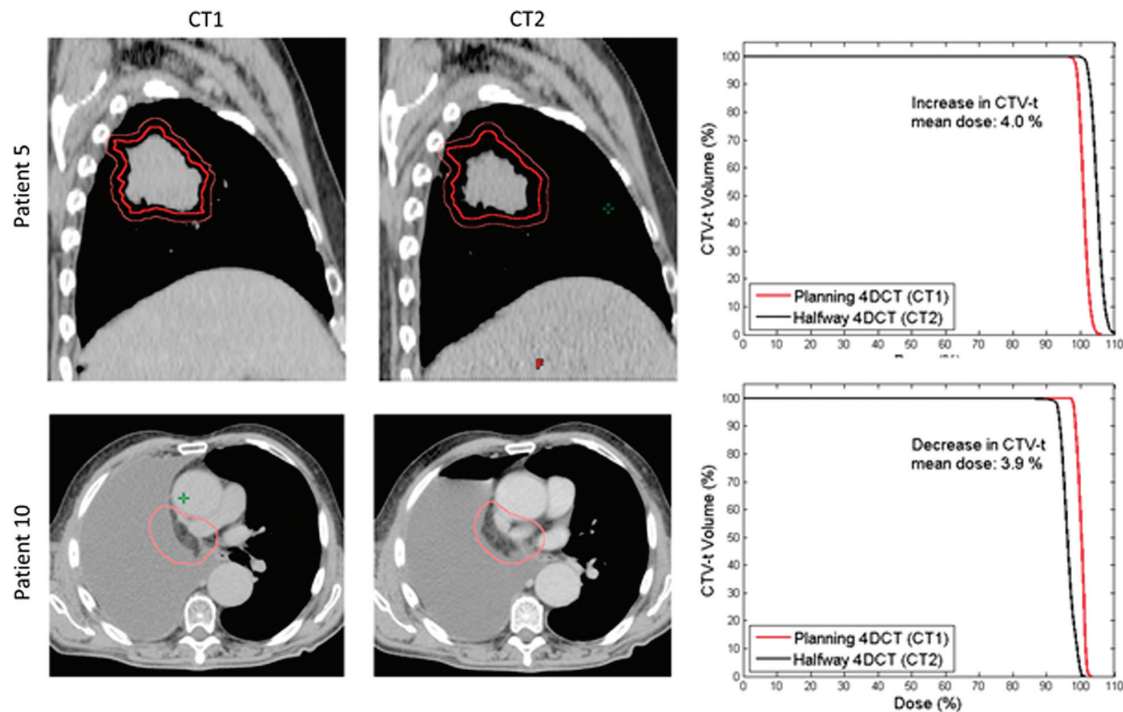 CT1
CT2
Patient 5
100
90
80
70
60
50
40
30
20
10
0
CTV-t Volume (%)
Increase in CTV-t
mean dose: 4.0 %
Planning 4DCT (CT1)
Halfway 4DCT (CT2)
0 10 20 30 40 50 60 70 80 90 100 110
Dose (%)
F
Patient 10
100
90
80
70
60
50
40
30
20
10
0
CTV-t Volume (%)
Decrease in CTV-t
mean dose: 3.9 %
Planning 4DCT (CT1)
Halfway 4DCT (CT2)
0 10 20 30 40 50 60 70 80 90 100 110
Dose (%)